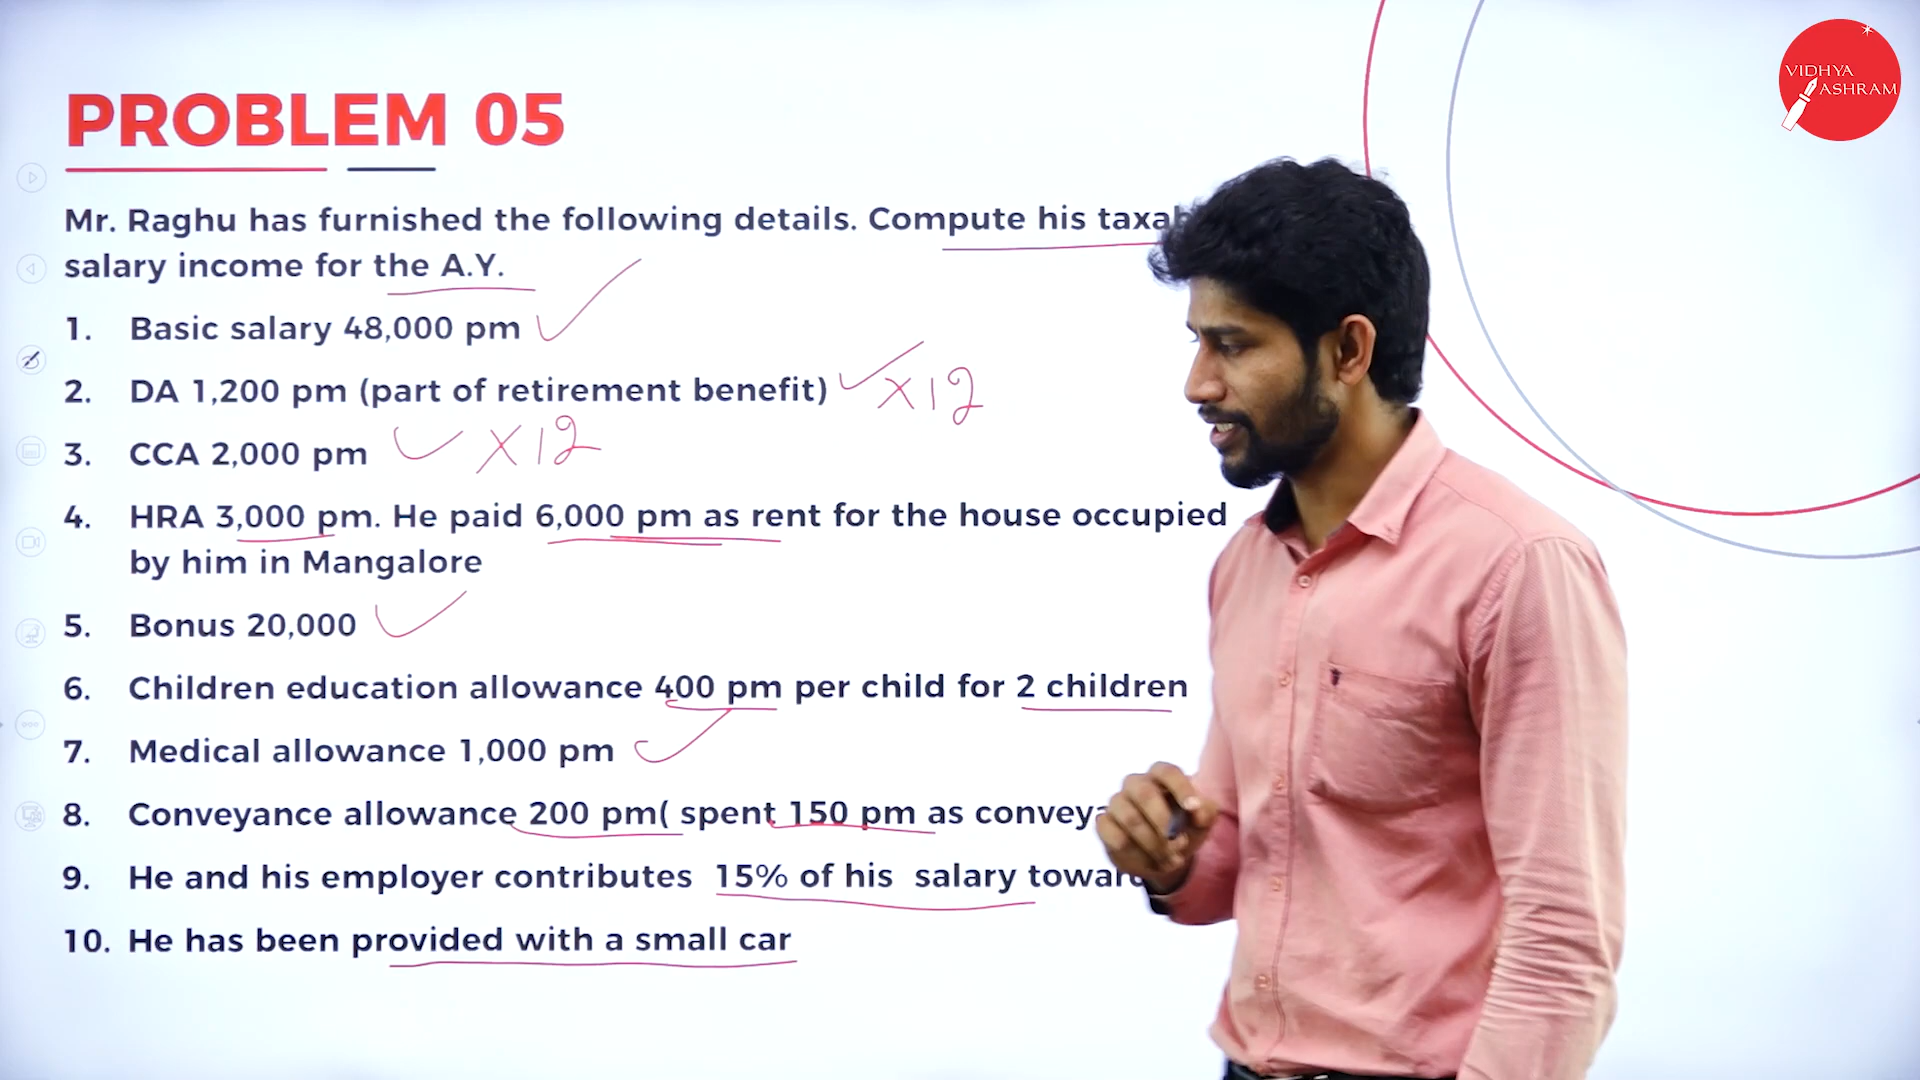 VIDHYA
ASHRAM
PROBLEM 05
Mr. Raghu has furnished the following details. Compute his
salary income for the A.Y.
1. Basic salary 48,000 pm
2. DA 1,200 pm (part of retirement benefit) X12
3. CCA 2,000 pm X12
4. HRA 3,000 pm. He paid 6,000 pm as rent for the house occupied
by him in Mangalore
5. Bonus 20,000
6. Children education allowance 400 pm per child for 2 children
7. Medical allowance 1,000 pm
8. Conveyance allowance 200 pm( spent 150 pm as
9. He and his employer contributes 15% of his salary
10. He has been provided with a small car